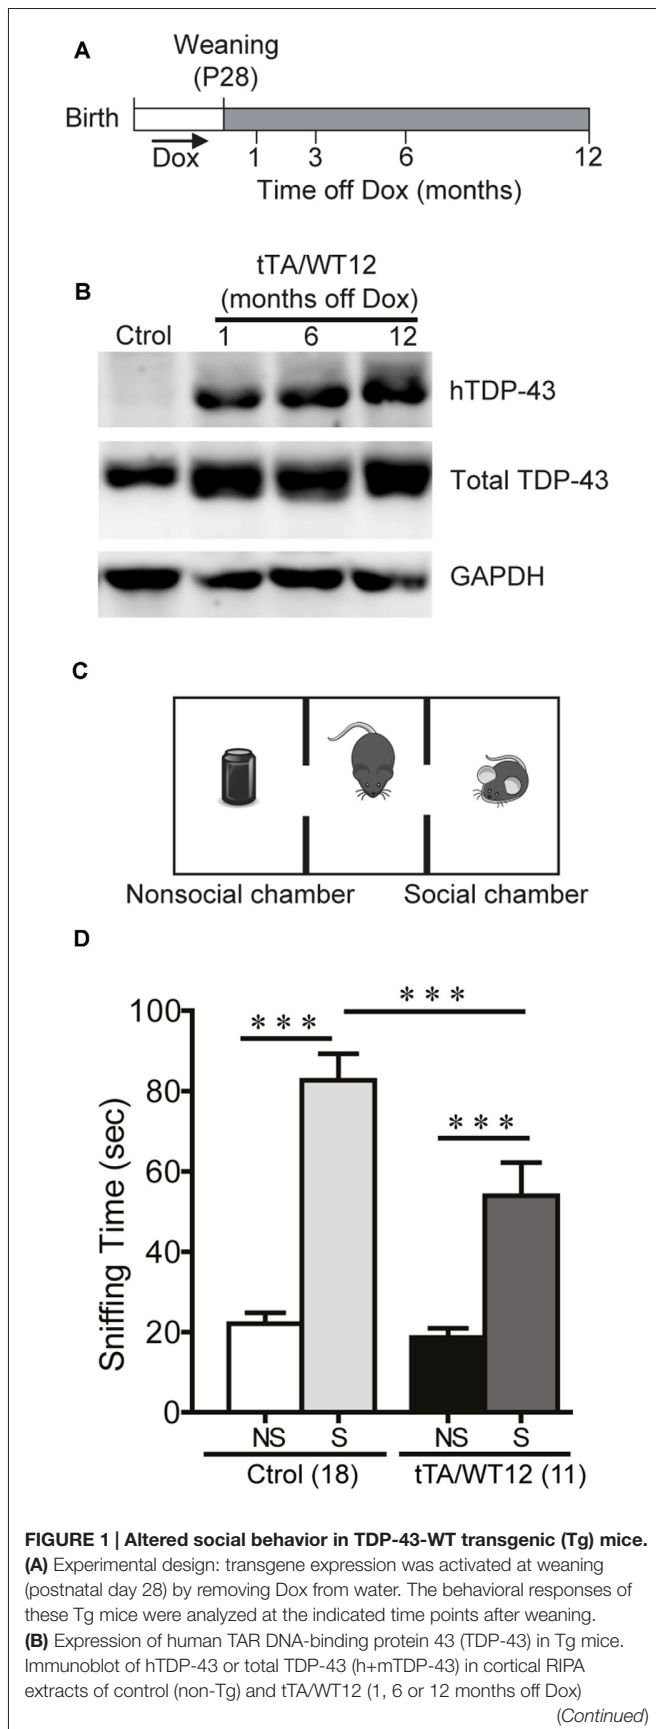 A
Weaning
(P28)
Birth
Dox
1 3 6 12
Time off Dox (months)
B
tTA/WT12
(months off Dox)
Ctrol 1 6 12
hTDP-43
Total TDP-43
GAPDH
C
Nonsocial chamber Social chamber
D
Sniffing Time (sec)
100
80
60
40
20
0
***
***
***
NS S NS S
Ctrol (18) tTA/WT12 (11)
FIGURE 1 | Altered social behavior in TDP-43-WT transgenic (Tg) mice.
(A) Experimental design: transgene expression was activated at weaning
(postnatal day 28) by removing Dox from water. The behavioral responses of
these Tg mice were analyzed at the indicated time points after weaning.
(B) Expression of human TAR DNA-binding protein 43 (TDP-43) in Tg mice.
Immunoblot of hTDP-43 or total TDP-43 (h+mTDP-43) in cortical RIPA
extracts of control (non-Tg) and tTA/WT12 (1, 6 or 12 months off Dox)
(Continued)